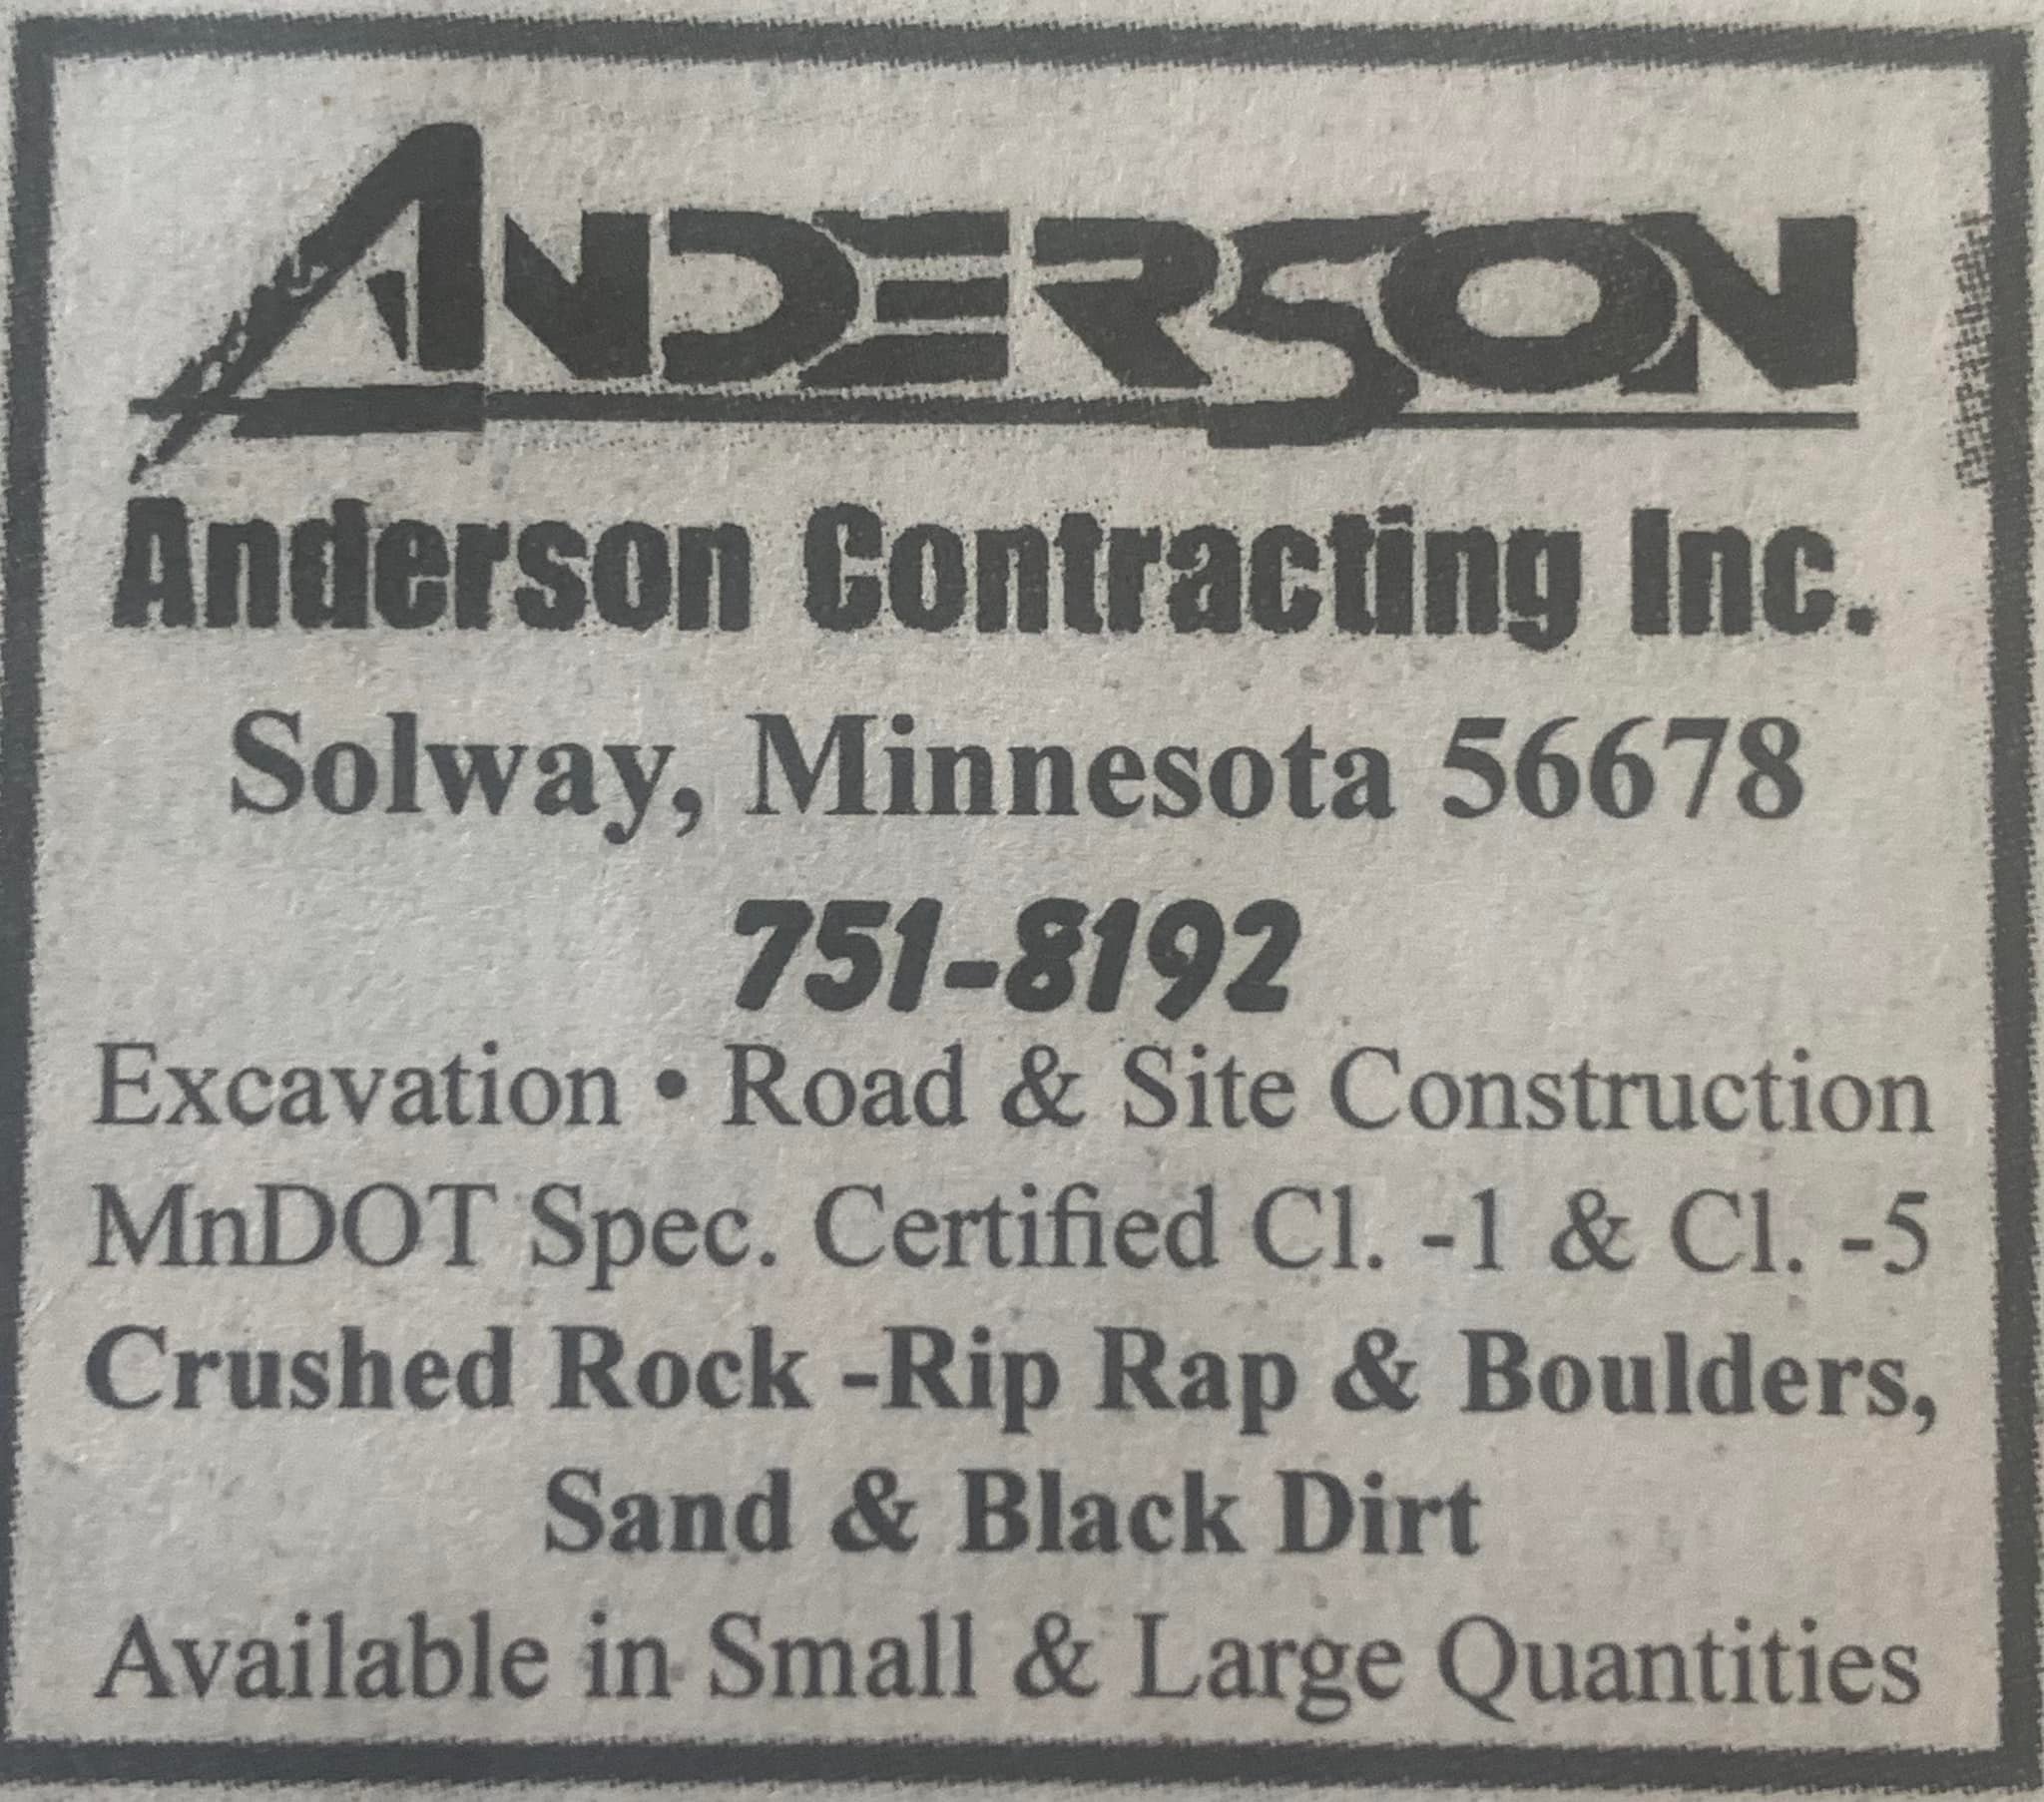 ANDERSON
Anderson Contracting Inc.
Solway, Minnesota 56678
751-8192
Excavation • Road & Site Construction
MnDOT Spec. Certified Cl. -1 & Cl. -5
Crushed Rock -Rip Rap & Boulders,
Sand & Black Dirt
Available in Small & Large Quantities